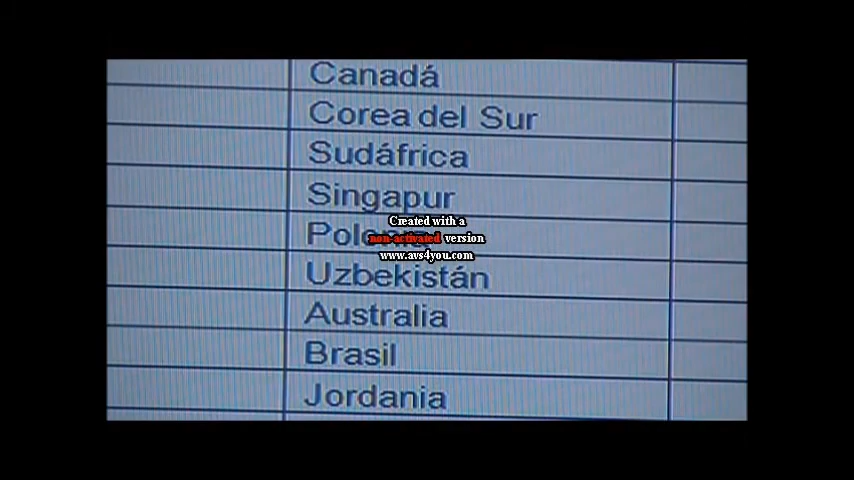 Canadá
Corea del Sur
Sudáfrica
Singapur
Created with a
non-activated version
www.avs4you.com
Uzbekistán
Australia
Brasil
Jordania